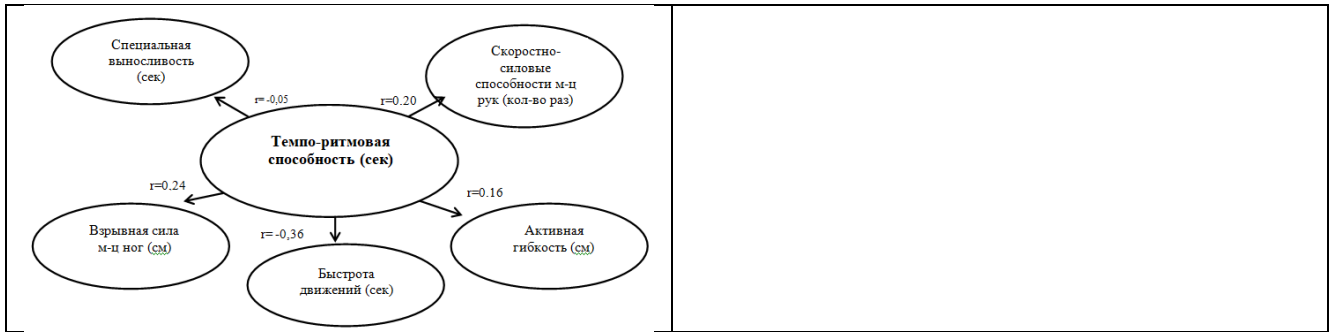 Специальная
выносливость
(сек)
Скоростно-
силовые
способности м-ц
рук (кол-во раз)
r= -0,05
r=0.20
Темпо-ритмовая
способность (сек)
r=0.24
r=0.16
Взрывная сила
м-ц ног (см)
r= -0,36
Активная
гибкость (см)
Быстрота
движений (сек)